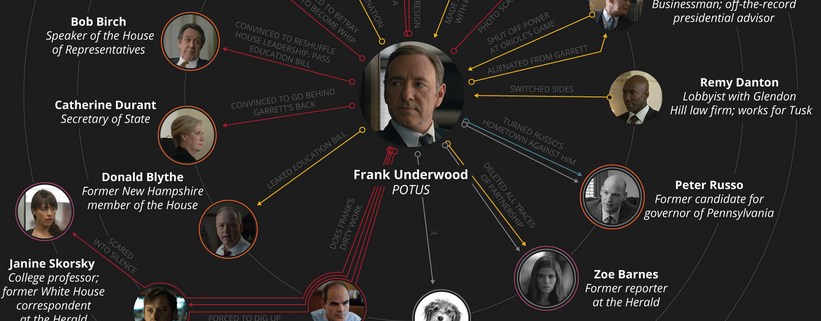 Bob Birch
Speaker of the House
of Representatives
Catherine Durant
Secretary of State
Donald Blythe
Former New Hampshire
member of the House
Janine Skorsky
College professor;
former White House
correspondent
at the Herald
CONVINCED TO RESHUFFLE
HOUSE LEADERSHIP, PASS
EDUCATION BILL
CONVINCED TO GO BEHIND
GARRETT'S BACK
LEAKED EDUCATION BILL
SCARED
INTO SILENCE
DOES FRANK'S
DIRTY WORK
FORCED TO DIG UP
TO BETRAY
TO BECOME WHIP
RESIGN
MADE
PHOTO
Frank Underwood
POTUS
SHUT OFF POWER
AT ORIOLE'S GAME
ALIENATED FROM GARRETT
SWITCHED SIDES
TURNED RUSSO'S
HOMETOWN AGAINST HIM
DELETED ALL TRACES
OF PARTNERSHIP
Businessman; off-the-record
presidential advisor
Remy Danton
Lobbyist with Glendon
Hill law firm; works for Tusk
Peter Russo
Former candidate for
governor of Pennsylvania
Zoe Barnes
Former reporter
at the Herald